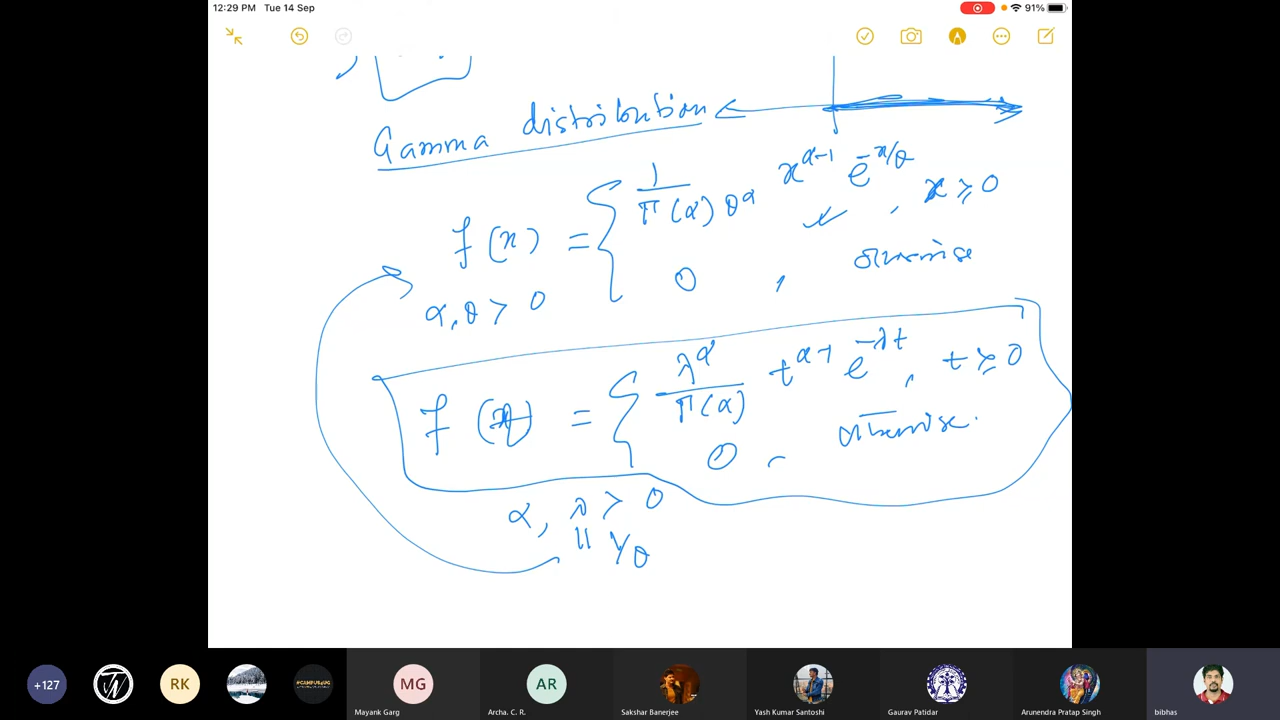 12:29 PM Tue 14 Sep
91%
Gamma distribution
f(x) = { 1/(Γ(α) θ^α) x^(α-1) e^(-x/θ), x ≥ 0
0, otherwise
α, θ > 0
f(t) = { λ^α/Γ(α) t^(α-1) e^(-λt), t ≥ 0
0, otherwise.
α, λ > 0
|| 1/θ
+127
RK
MG
AR
Mayank Garg
Archa. C. R.
Sakshar Banerjee
Yash Kumar Santoshi
Gaurav Patidar
Arunendra Pratap Singh
bibhas